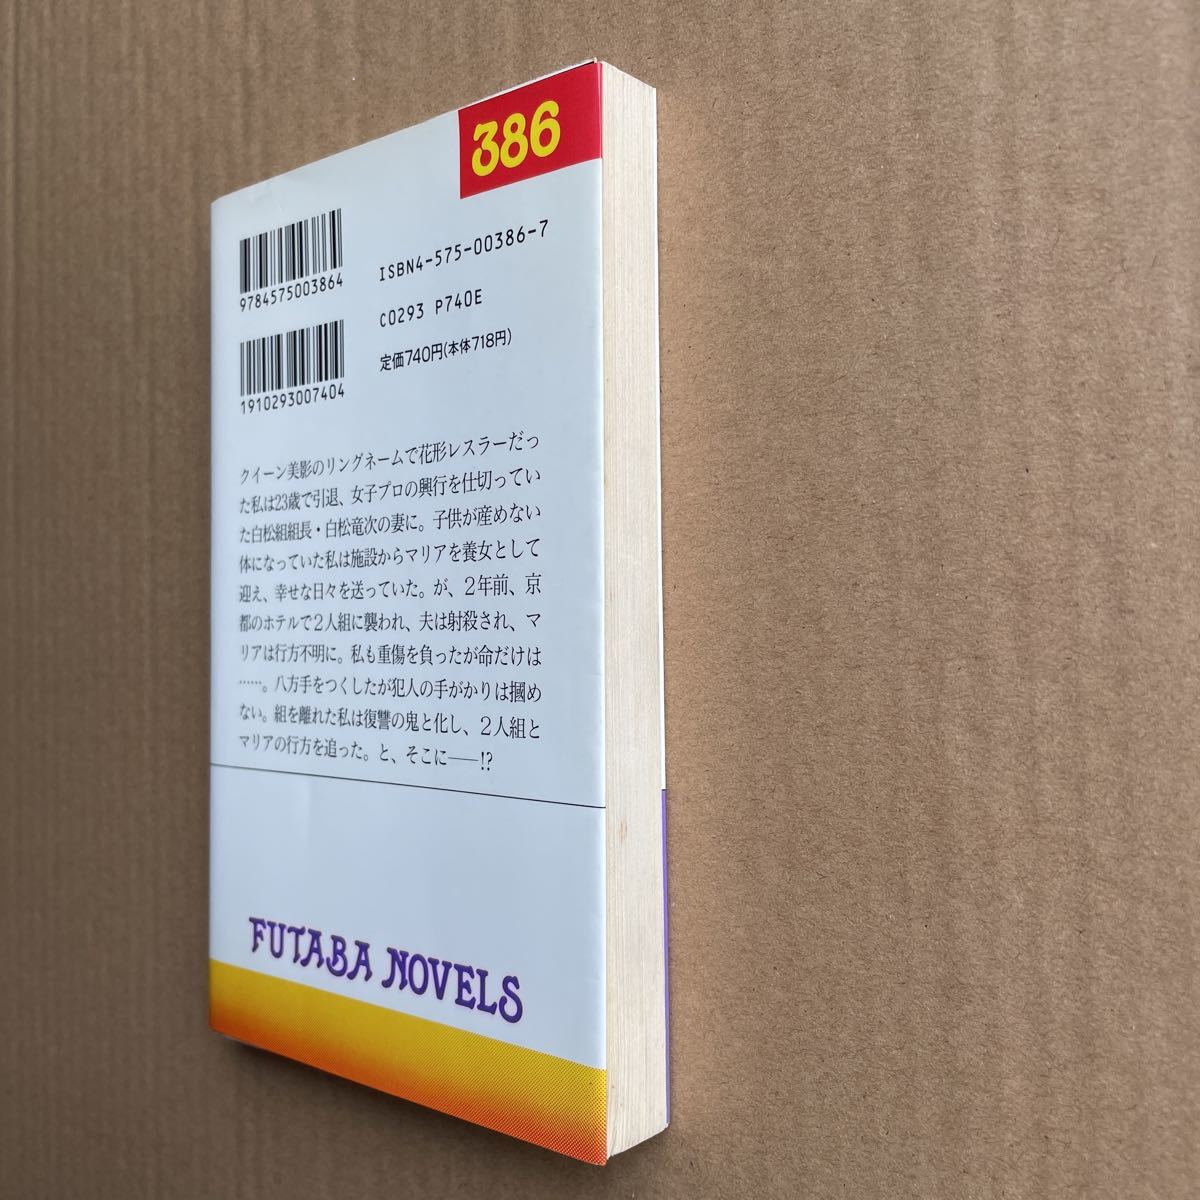 386
9784575003864
ISBN4-575-00386-7
C0293 P740E
1910293007404
定価740円(本体718円)
クイーン美影のリングネームで花形レスラーだっ
た私は23歳で引退、女子プロの興行を仕切ってい
た白松組組長・白松竜次の妻に。子供が産めない
体になっていた私は施設からマリアを養女として
迎え、幸せな日々を送っていた。が、２年前、京
都のホテルで２人組に襲われ、夫は射殺され、マ
リアは行方不明に。私も重傷を負ったが命だけは
……。八方手をつくしたが犯人の手がかりは摑め
ない。組を離れた私は復讐の鬼と化し、２人組と
マリアの行方を追った。と、そこに──!?
FUTABA NOVELS